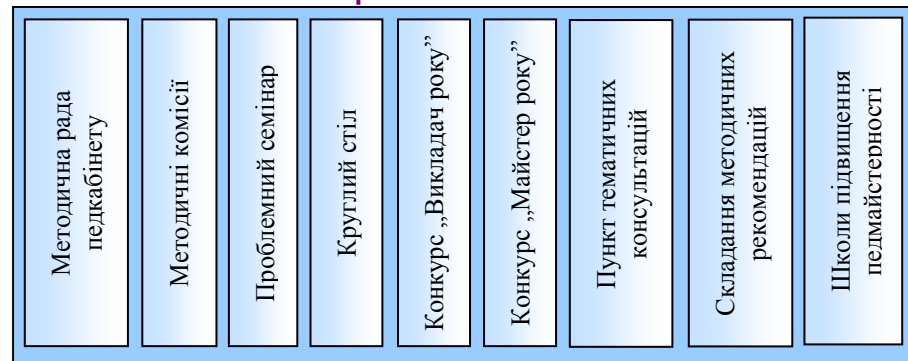 Методична рада
педкабінету
Методичні комісії
Проблемний семінар
Круглий стіл
Конкурс „Викладач року”
Конкурс „Майстер року”
Пункт тематичних
консультацій
Складання методичних
рекомендацій
Школи підвищення
педмайстерності